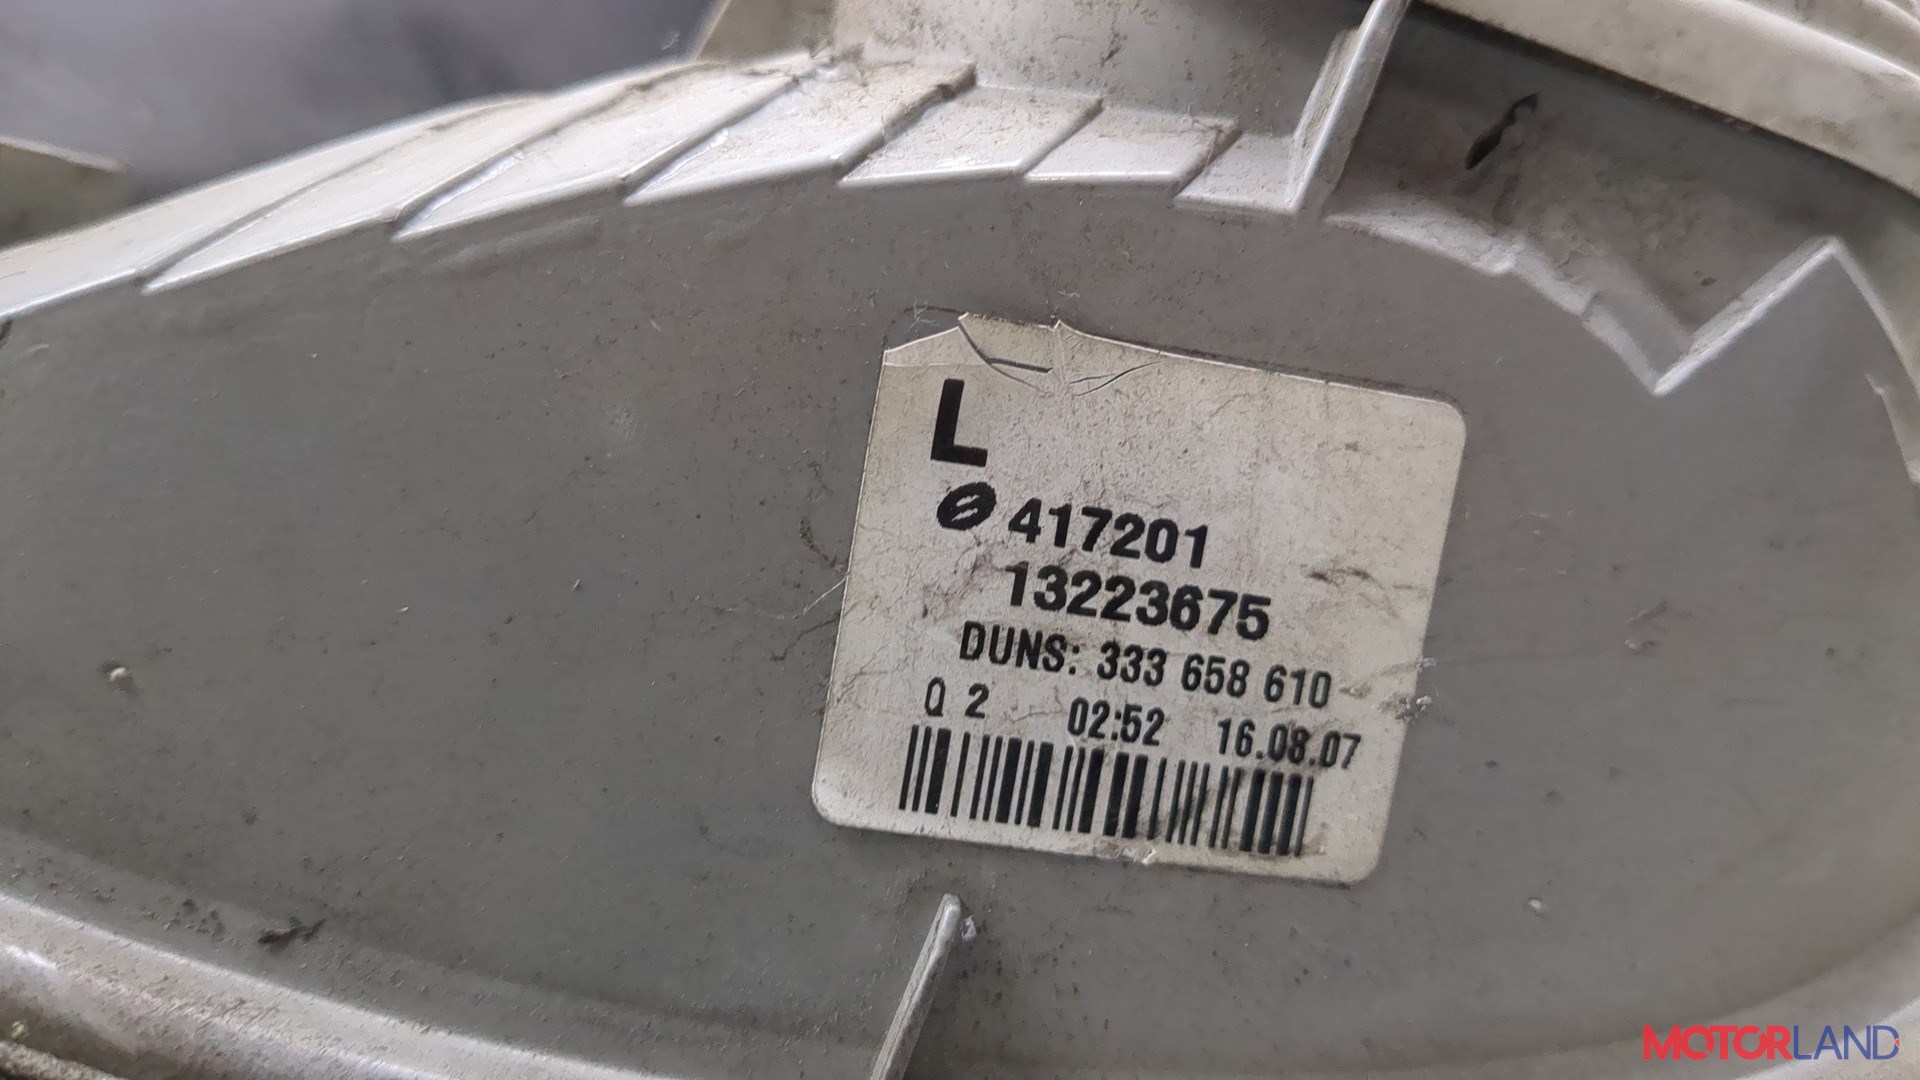 L
417201
13223675
DUNS: 333 658 610
Q 2 02:52 16.08.07
MOTORLAND